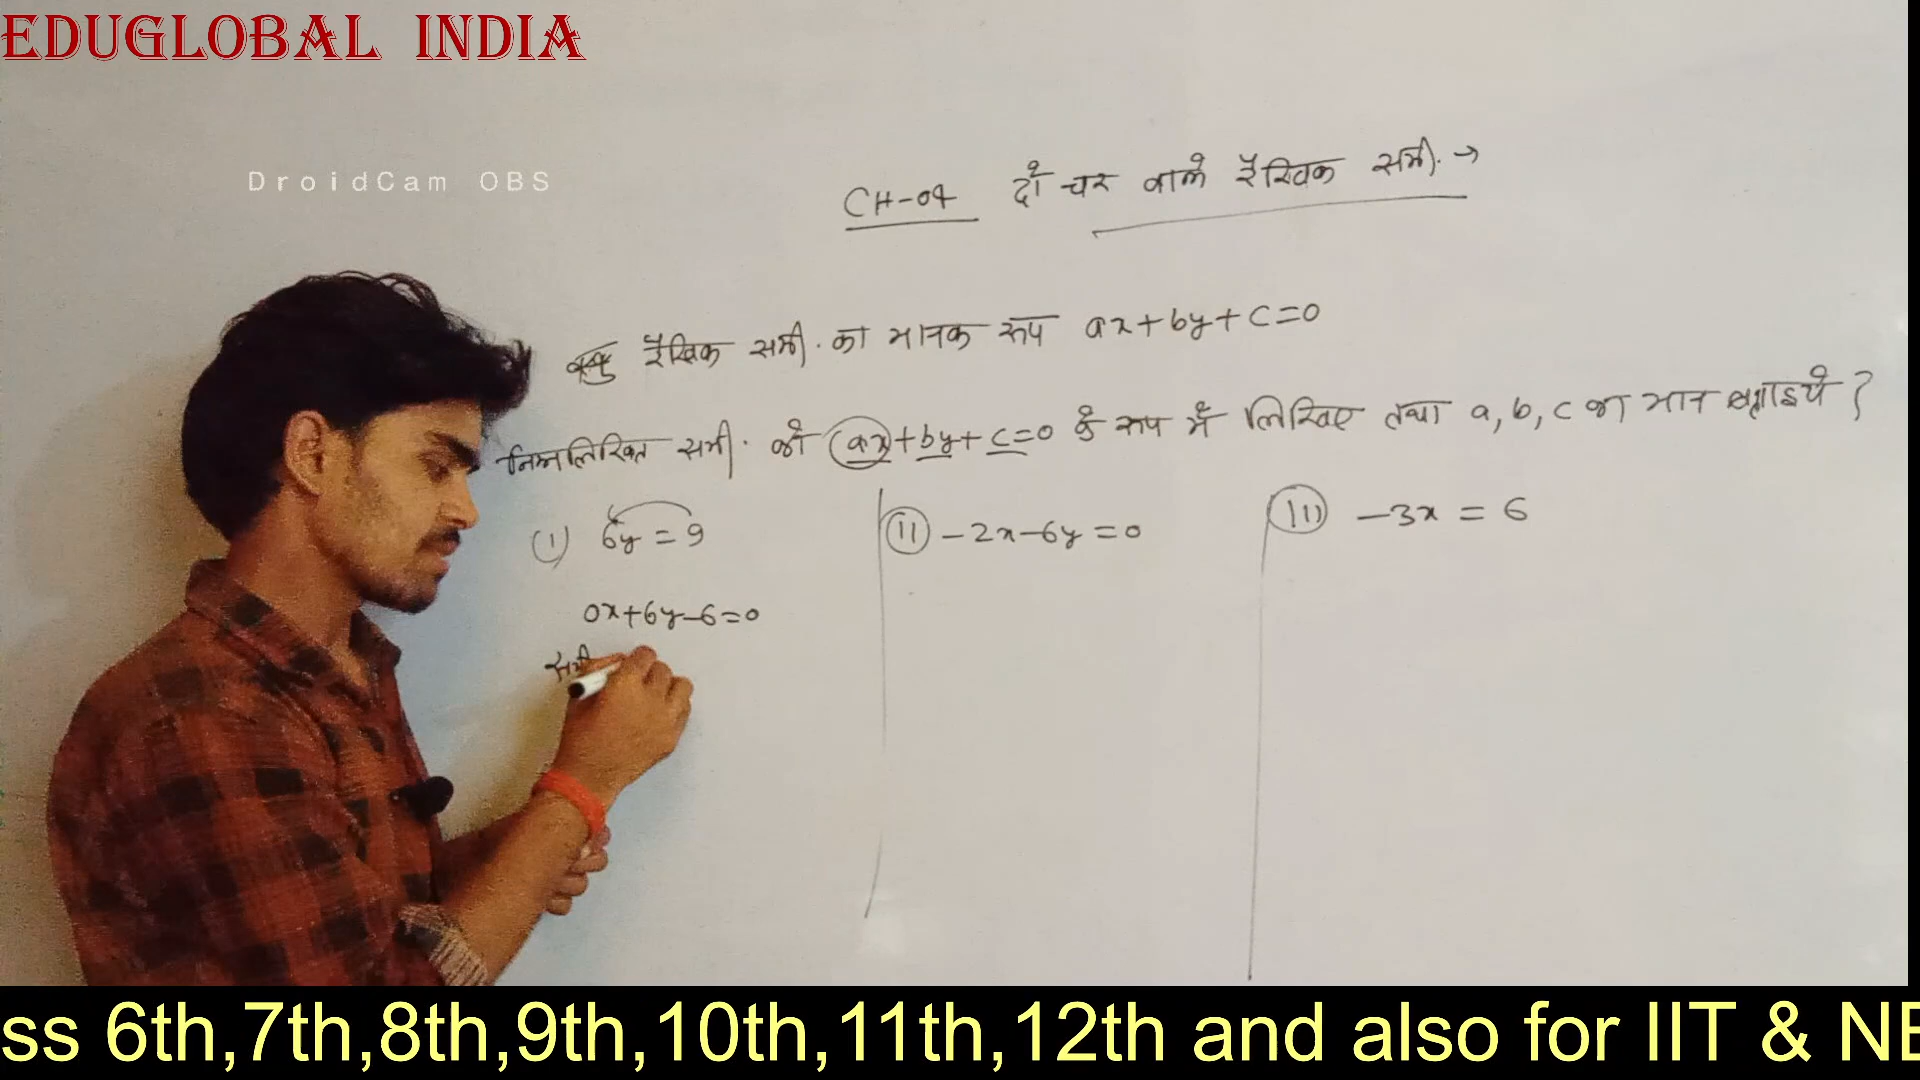 EDUGLOBAL INDIA
DroidCam OBS
CH-04 दो चर वाले रैखिक समी. →
रैखिक समी. का मानक रूप ax+by+c=0
निम्नलिखित समी. को ax+by+c=0 के रूप में लिखिए तथा a, b, c का मान बताइये ?
(i) 6y = 9
(ii) -2x-6y=0
(iii) -3x = 6
0x+6y-6=0
समी
ss 6th,7th,8th,9th,10th,11th,12th and also for IIT & NE